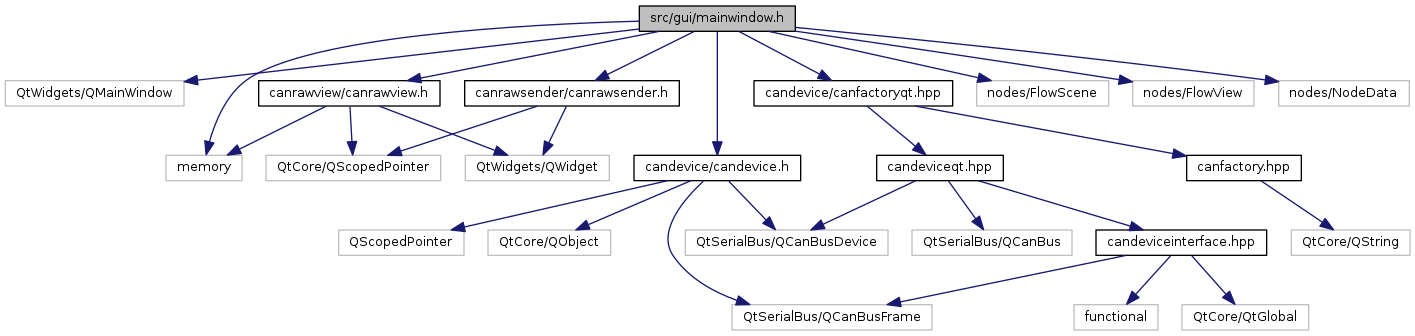 src/gui/mainwindow.h
QtWidgets/QMainWindow
canrawview/canrawview.h
canrawsender/canrawsender.h
candevice/canfactoryqt.hpp
nodes/FlowScene
nodes/FlowView
nodes/NodeData
memory
QtCore/QScopedPointer
QtWidgets/QWidget
candevice/candevice.h
candeviceqt.hpp
canfactory.hpp
QScopedPointer
QtCore/QObject
QtSerialBus/QCanBusDevice
QtSerialBus/QCanBus
candeviceinterface.hpp
QtCore/QString
QtSerialBus/QCanBusFrame
functional
QtCore/QtGlobal